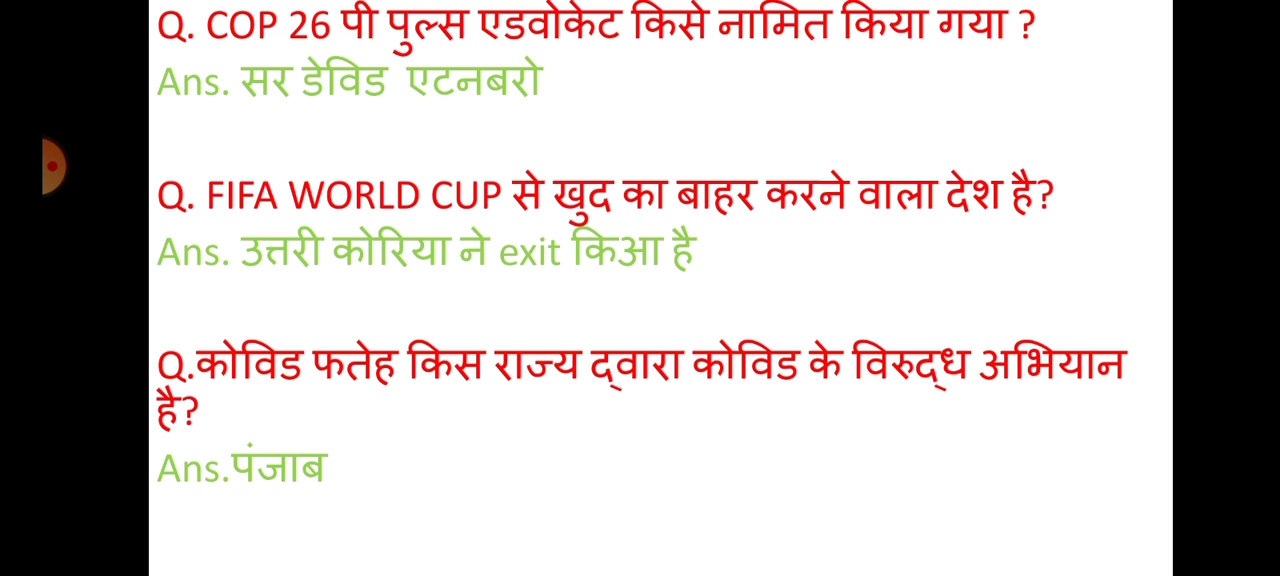 Q. COP 26 पी पुल्स एडवोकेट किसे नामित किया गया ?
Ans. सर डेविड एटनबरो
Q. FIFA WORLD CUP से खुद का बाहर करने वाला देश है?
Ans. उत्तरी कोरिया ने exit किआ है
Q.कोविड फतेह किस राज्य द्वारा कोविड के विरुद्ध अभियान
है?
Ans.पंजाब